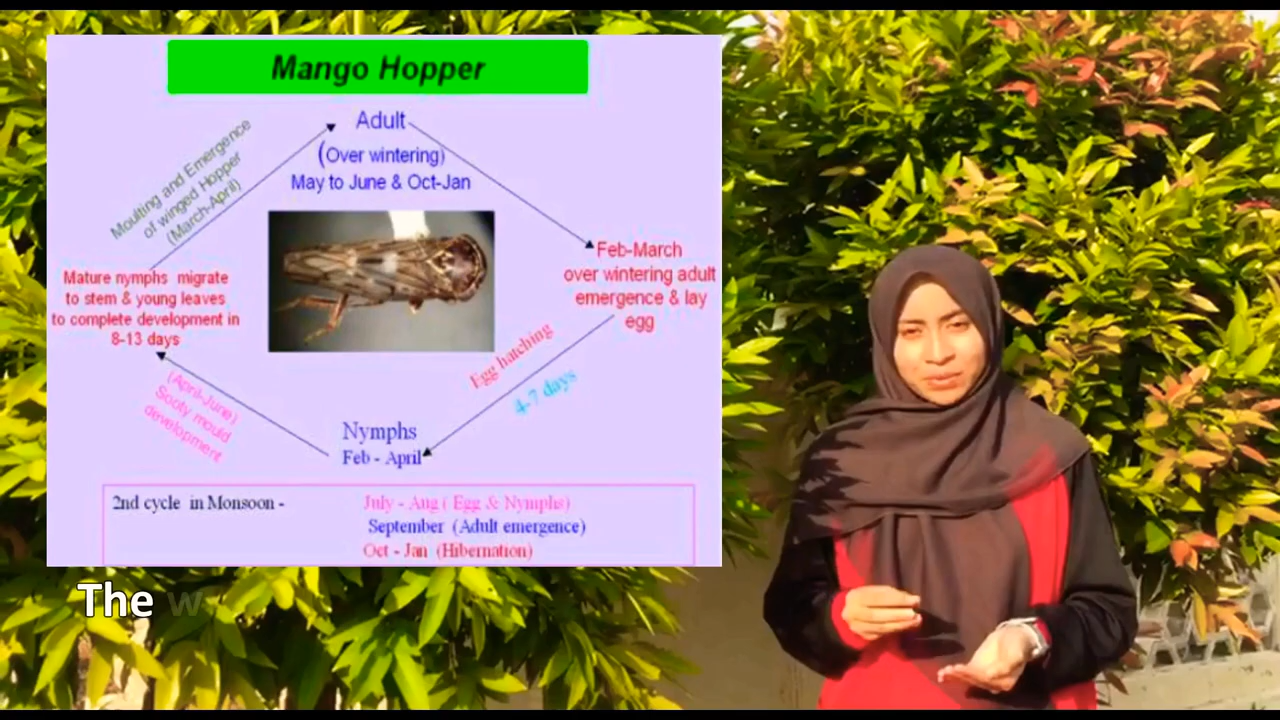 Mango Hopper
Adult
(Over wintering)
May to June & Oct-Jan
Moulting and Emergence
of winged Hopper
(March-April)
Feb-March
over wintering adult
emergence & lay
egg
Mature nymphs migrate
to stem & young leaves
to complete development in
8-13 days
Egg hatching
4-7 days
(April-June)
Sooty mould
development
Nymphs
Feb - April
2nd cycle in Monsoon - July - Aug ( Egg & Nymphs)
September (Adult emergence)
Oct - Jan (Hibernation)
The w